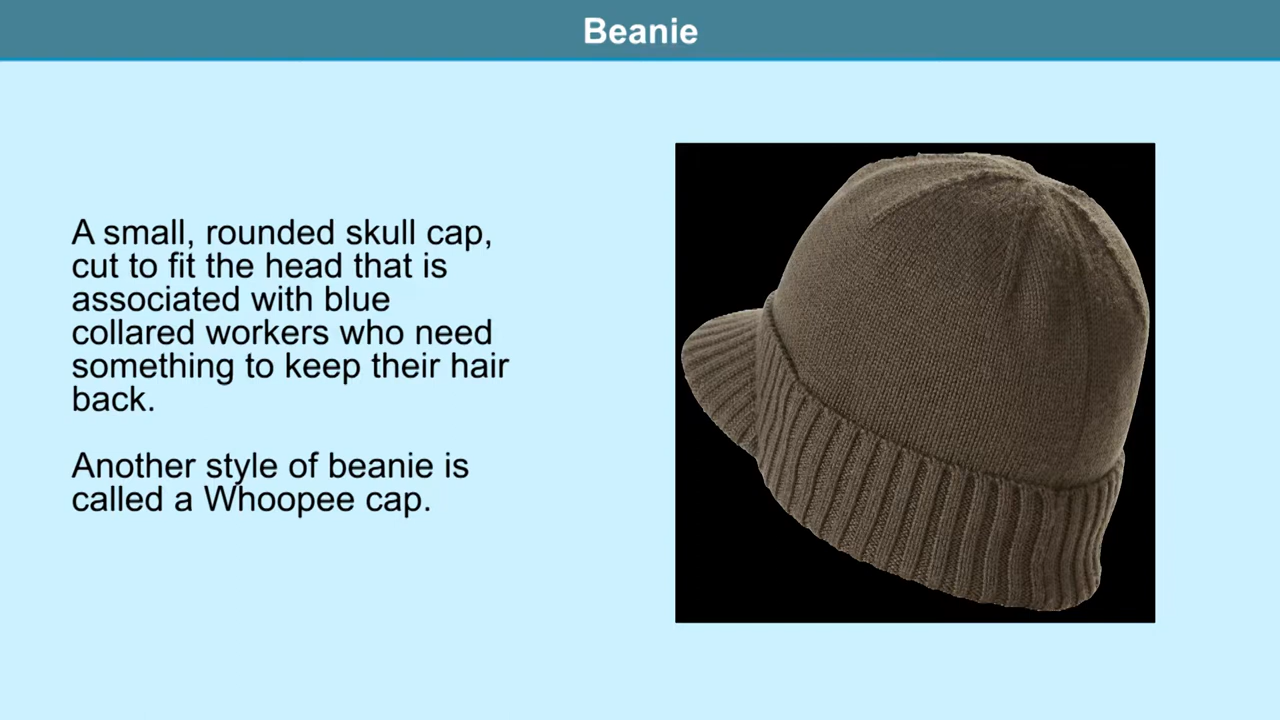 Beanie
A small, rounded skull cap,
cut to fit the head that is
associated with blue
collared workers who need
something to keep their hair
back.
Another style of beanie is
called a Whoopee cap.